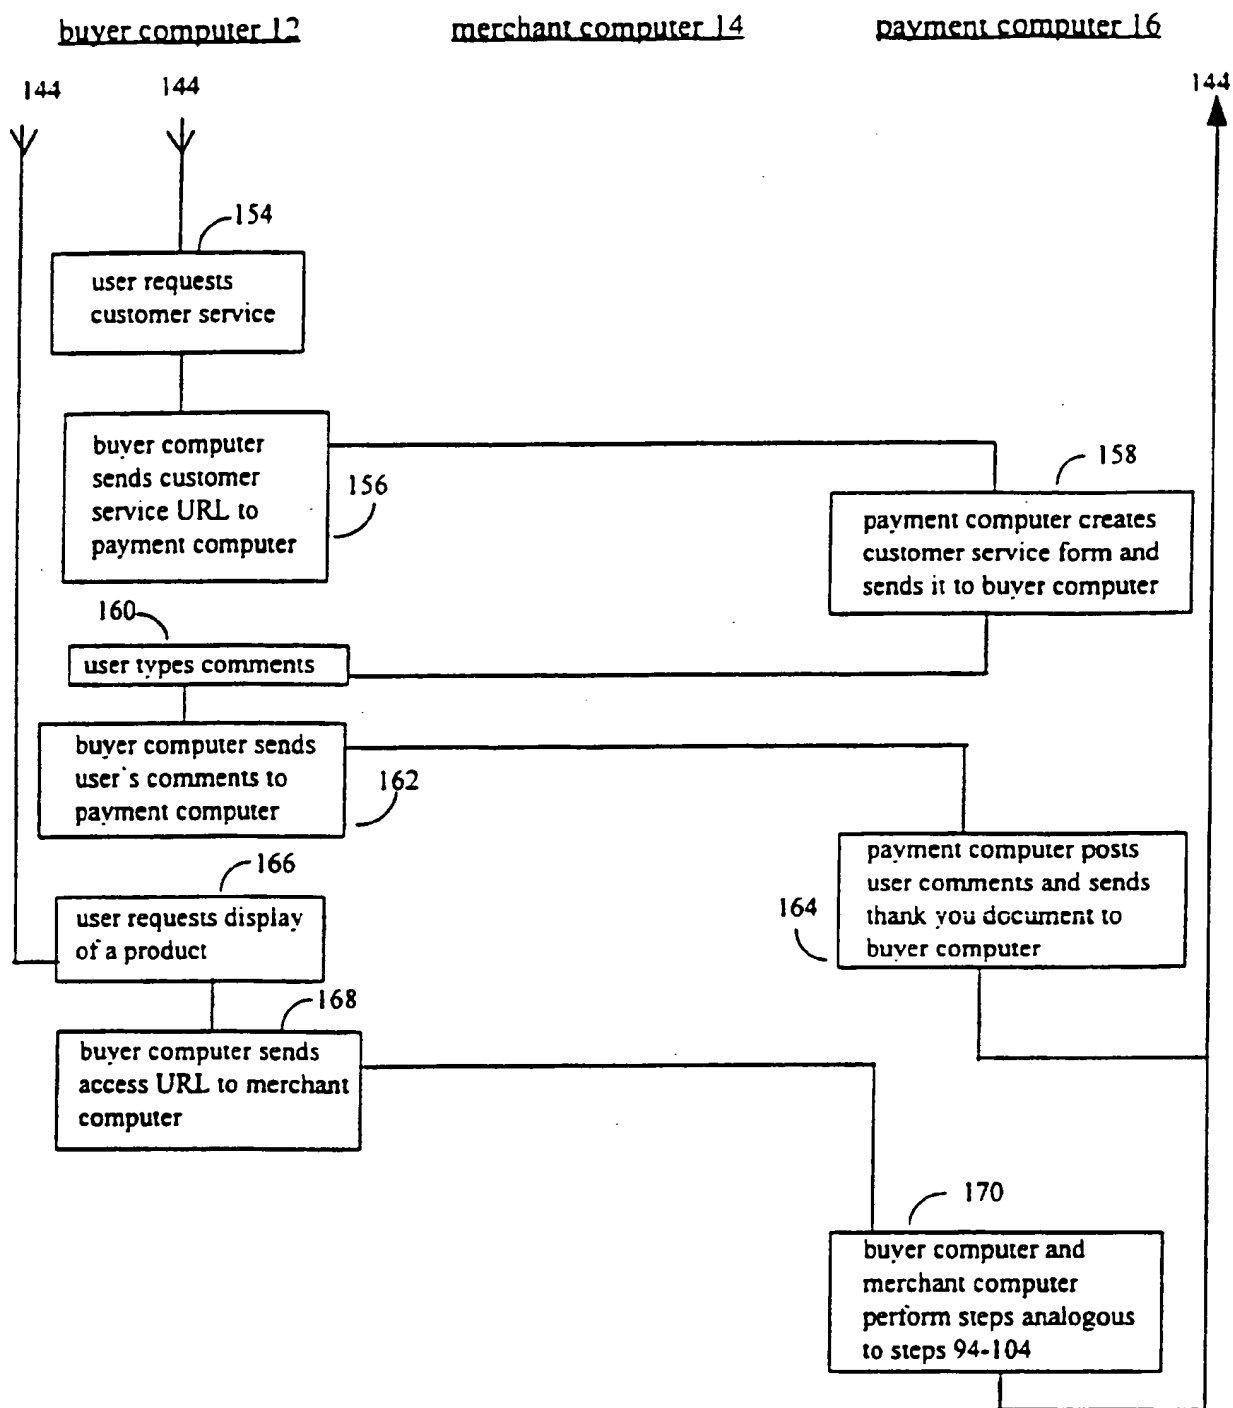 buyer computer 12
merchant computer 14
payment computer 16
144
144
144
154
user requests
customer service
buyer computer
sends customer
service URL to
payment computer
156
158
payment computer creates
customer service form and
sends it to buyer computer
160
user types comments
buyer computer sends
user's comments to
payment computer
162
payment computer posts
user comments and sends
thank you document to
buyer computer
164
166
user requests display
of a product
168
buyer computer sends
access URL to merchant
computer
170
buyer computer and
merchant computer
perform steps analogous
to steps 94-104